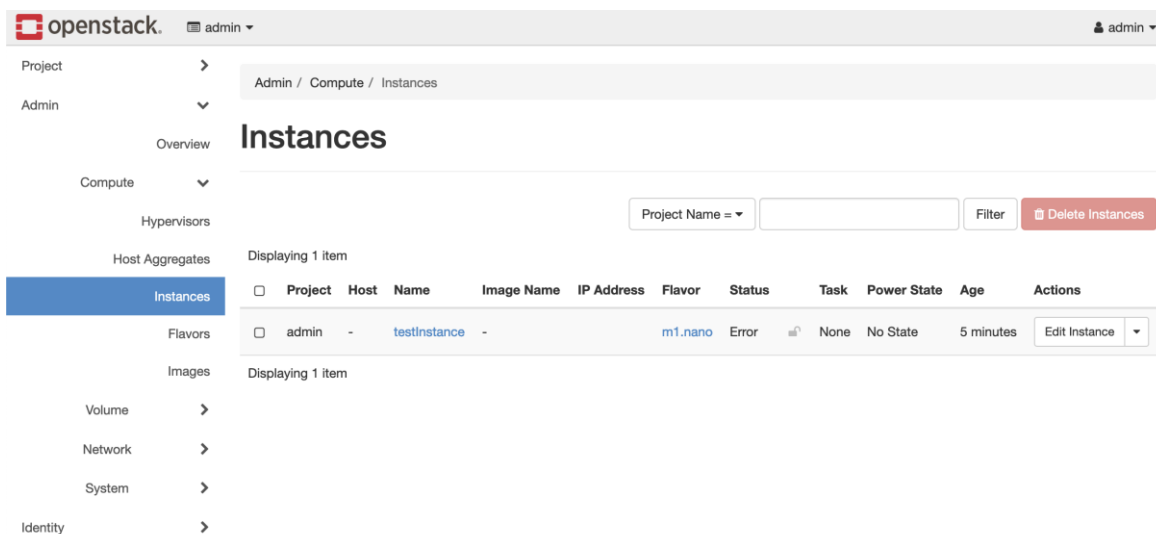 openstack. admin admin
Project
Admin / Compute / Instances
Admin
Instances
Overview
Compute
Project Name = Filter Delete Instances
Hypervisors
Host Aggregates
Displaying 1 item
Instances
Project Host Name Image Name IP Address Flavor Status Task Power State Age Actions
Flavors
admin - testInstance - m1.nano Error None No State 5 minutes Edit Instance
Images
Displaying 1 item
Volume
Network
System
Identity